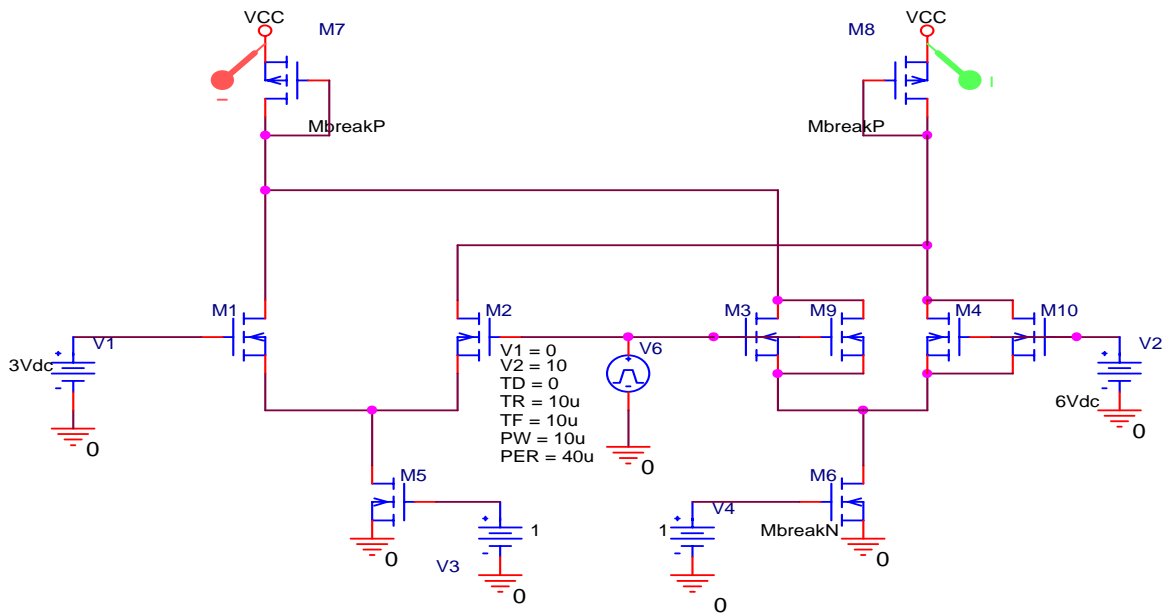 VCC
M7
MbreakP
VCC
M8
MbreakP
M1
M2
M3
M9
M4
M10
V1
3Vdc
0
V1 = 0
V2 = 10
TD = 0
TR = 10u
TF = 10u
PW = 10u
PER = 40u
V6
0
V2
6Vdc
0
M5
0
V3
1
0
M6
MbreakN
0
V4
1
0